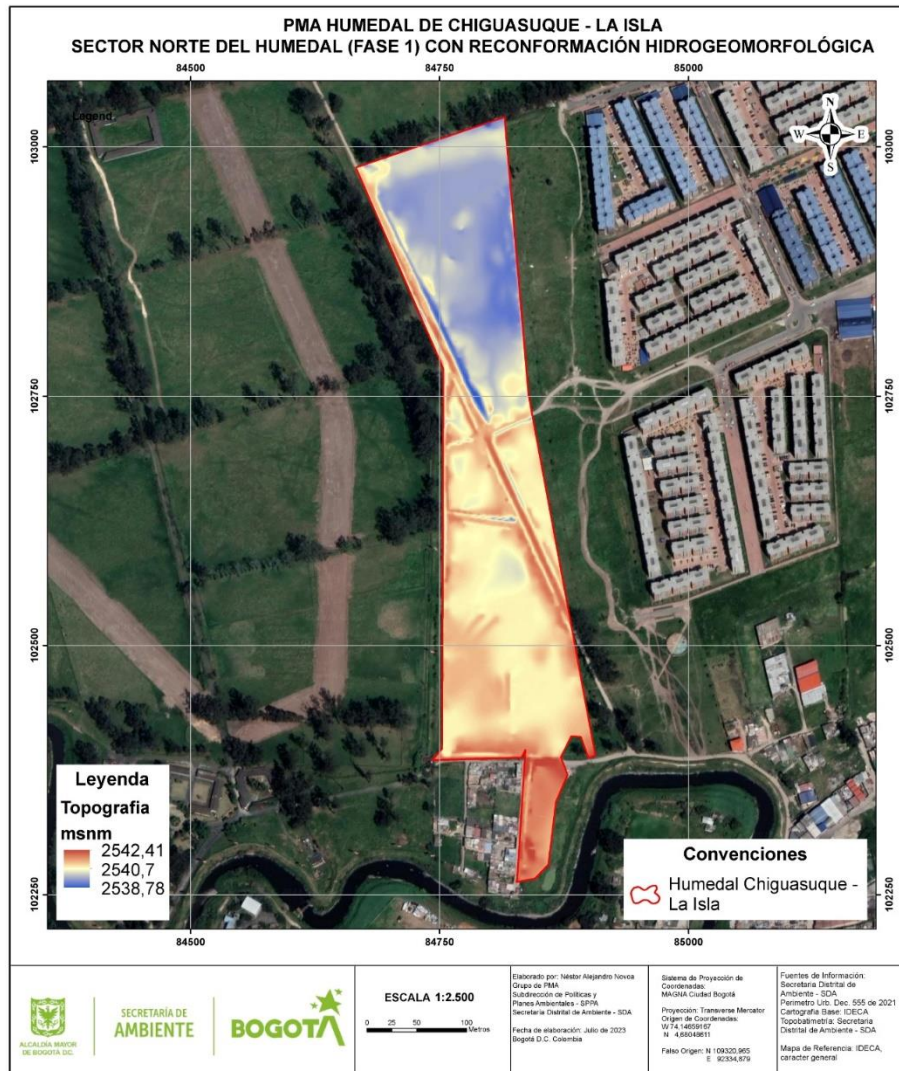 PMA HUMEDAL DE CHIGUASUQUE - LA ISLA
SECTOR NORTE DEL HUMEDAL (FASE 1) CON RECONFORMACIÓN HIDROGEOMORFOLÓGICA
84500
84750
85000
Legend
N
W
E
S
103000
103000
102750
102750
102500
102500
102250
102250
Leyenda
Topografia
msnm
2542,41
2540,7
2538,78
Convenciones
Humedal Chiguasuque -
La Isla
84500
84750
85000
ALCALDÍA MAYOR
DE BOGOTÁ D.C.
SECRETARÍA DE
AMBIENTE
BOGOTÁ
ESCALA 1:2.500
0 25 50 100
Metros
Elaborado por: Néstor Alejandro Novoa
Grupo de PMA
Subdirección de Políticas y
Planes Ambientales - SPPA
Secretaría Distrital de Ambiente - SDA
Fecha de elaboración: Julio de 2023
Bogotá D.C. Colombia
Sistema de Proyección de
Coordenadas:
MAGNA Ciudad Bogotá
Proyección: Transverse Mercator
Origen de Coordenadas:
W 74,14659167
N 4,68048611
Falso Origen: N 109320,965
E 92334,879
Fuentes de Información:
Secretaria Distrital de
Ambiente - SDA
Perimetro Urb: Dec. 555 de 2021
Cartografia Base: IDECA
Topobatimetría: Secretaria
Distrital de Ambiente - SDA
Mapa de Referencia: IDECA,
caracter general